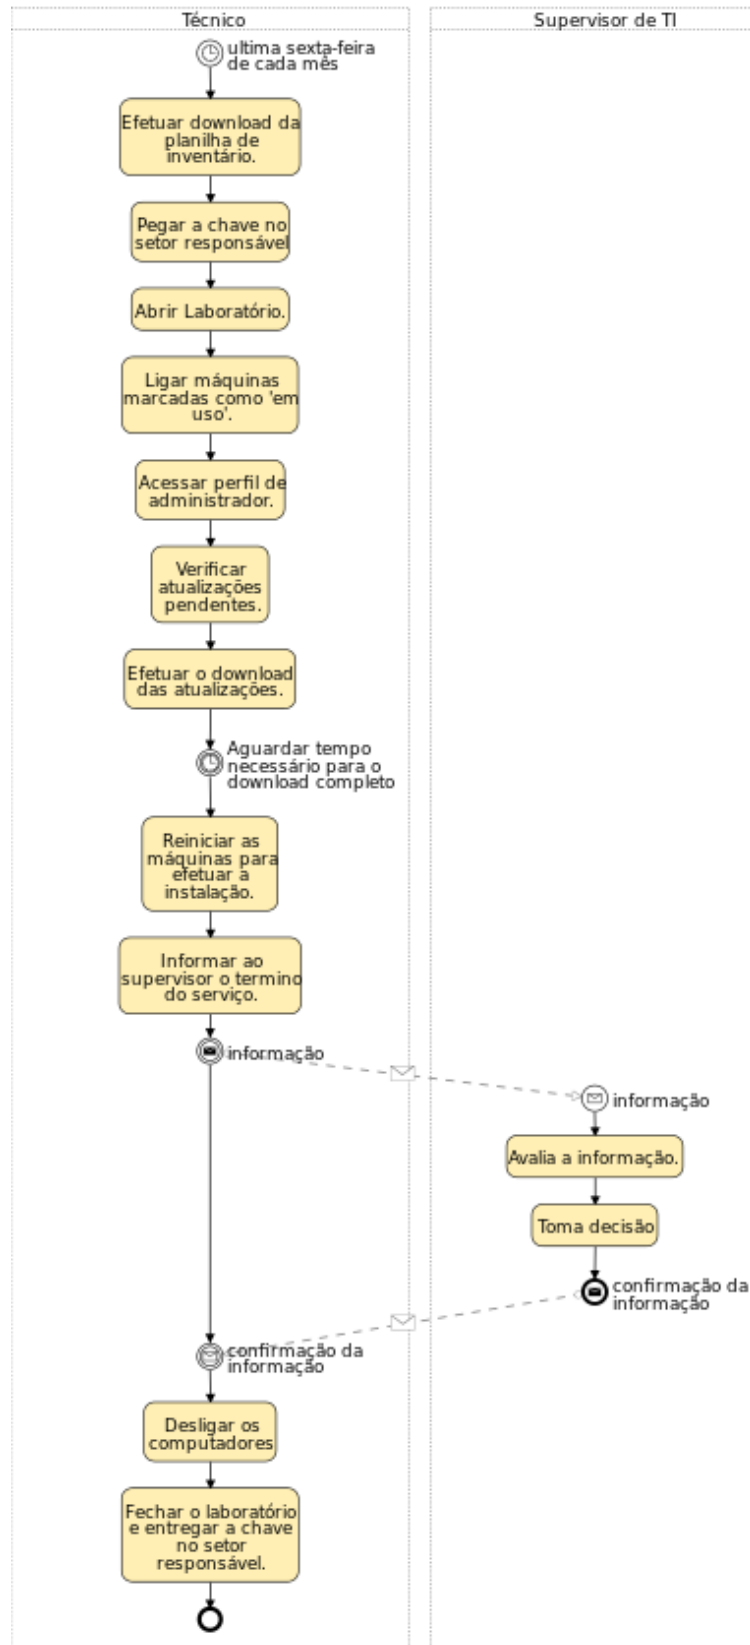 Técnico
Supervisor de TI
ultima sexta-feira
de cada mês
Efetuar download da
planilha de
inventário.
Pegar a chave no
setor responsável
Abrir Laboratório.
Ligar máquinas
marcadas como 'em
uso'.
Acessar perfil de
administrador.
Verificar
atualizações
pendentes.
Efetuar o download
das atualizações.
Aguardar tempo
necessário para o
download completo
Reiniciar as
máquinas para
efetuar a
instalação.
Informar ao
supervisor o termino
do serviço.
informação
informação
Avalia a informação.
Toma decisão
confirmação da
informação
confirmação da
informação
Desligar os
computadores
Fechar o laboratório
e entregar a chave
no setor
responsável.